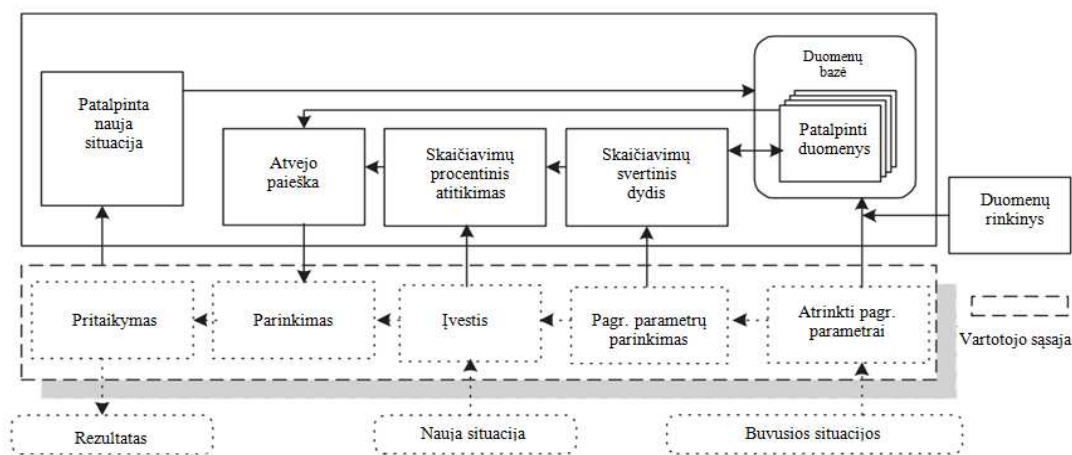 Duomenų
bazė
Patalpinta
nauja
situacija
Atvejo
paieška
Skaičiavimų
procentinis
atitikimas
Skaičiavimų
svertinis
dydis
Patalpinti
duomenys
Duomenų
rinkinys
Pritaikymas
Parinkimas
Įvestis
Pagr. parametrų
parinkimas
Atrinkti pagr.
parametrai
Vartotojo sąsaja
Rezultatas
Nauja situacija
Buvusios situacijos